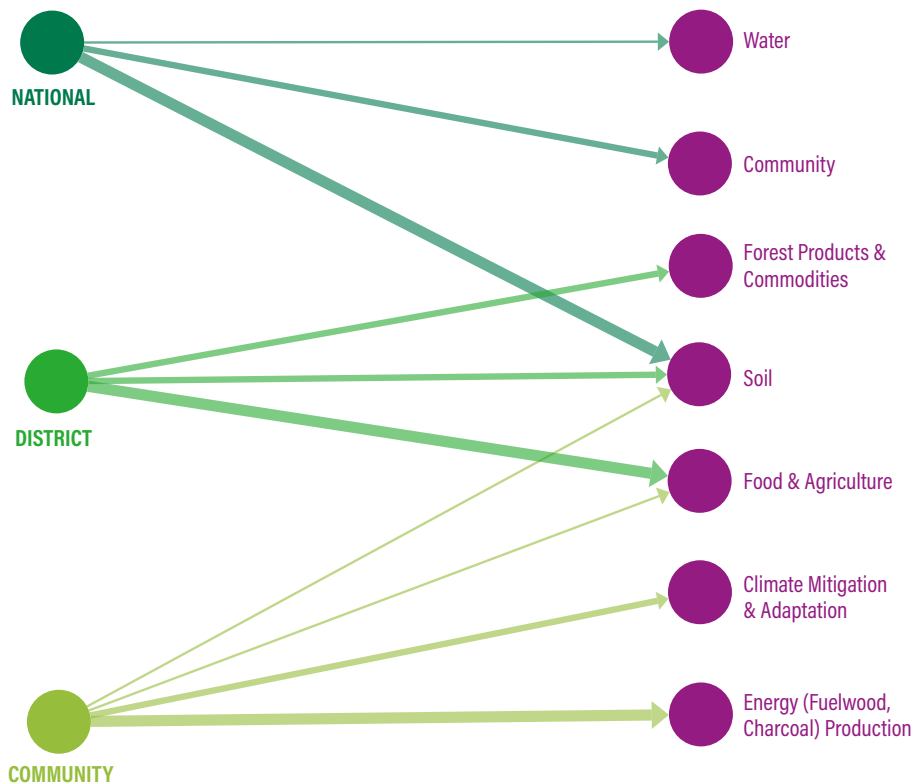 NATIONAL
DISTRICT
COMMUNITY
Water
Community
Forest Products &
Commodities
Soil
Food & Agriculture
Climate Mitigation
& Adaptation
Energy (Fuelwood,
Charcoal) Production